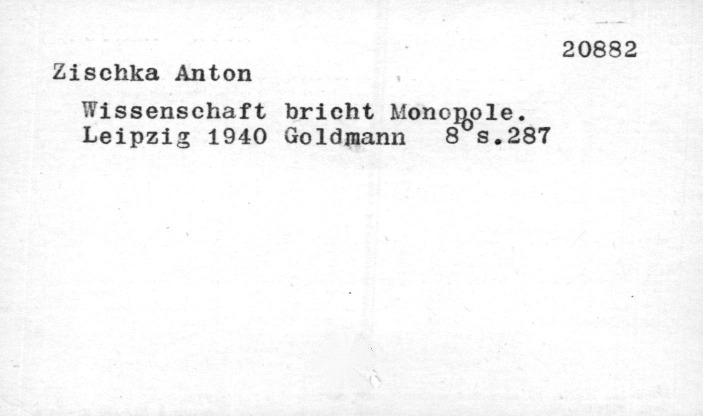 20882
Zischka Anton
Wissenschaft bricht Monopole.
Leipzig 1940 Goldmann 8° s.287